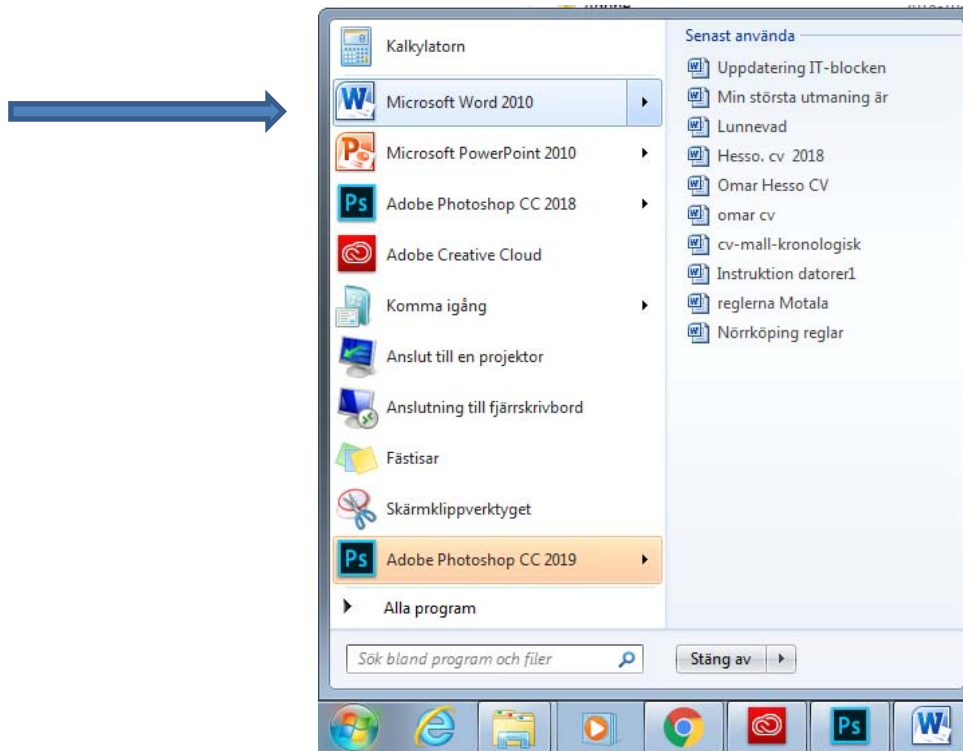 Kalkylatorn
Microsoft Word 2010
Microsoft PowerPoint 2010
Adobe Photoshop CC 2018
Adobe Creative Cloud
Komma igång
Anslut till en projektor
Anslutning till fjärrskrivbord
Fästisar
Skärmklippverktyget
Adobe Photoshop CC 2019
Alla program
Sök bland program och filer
Senast använda
Uppdatering IT-blocken
Min största utmaning är
Lunnevad
Hesso. cv 2018
Omar Hesso CV
omar cv
cv-mall-kronologisk
Instruktion datorer1
reglerna Motala
Nörrköping reglar
Stäng av